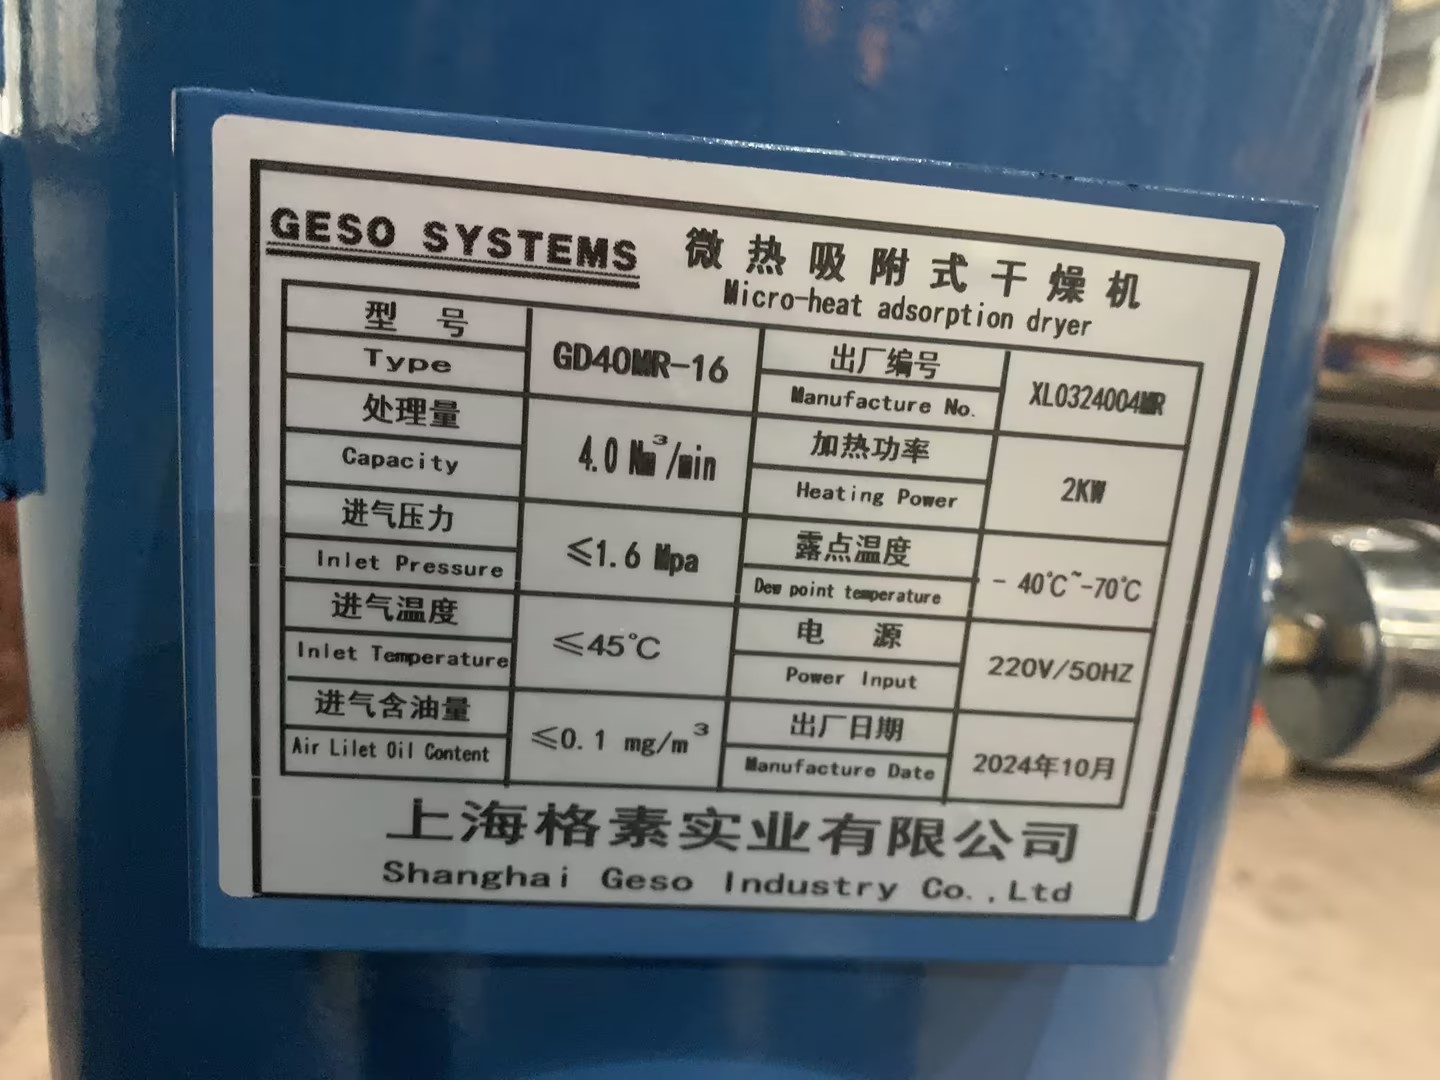 GESO SYSTEMS
微热吸附式干燥机
Micro-heat adsorption dryer
型 号
Type
GD40MR-16
出厂编号
Manufacture No.
XL0324004MR
处理量
Capacity
4.0 Nm³/min
加热功率
Heating Power
2KW
进气压力
Inlet Pressure
≤1.6 Mpa
露点温度
Dew point temperature
- 40℃~-70℃
进气温度
Inlet Temperature
≤45℃
电 源
Power Input
220V/50HZ
进气含油量
Air Lilet Oil Content
≤0.1 mg/m³
出厂日期
Manufacture Date
2024年10月
上海格素实业有限公司
Shanghai Geso Industry Co.,Ltd